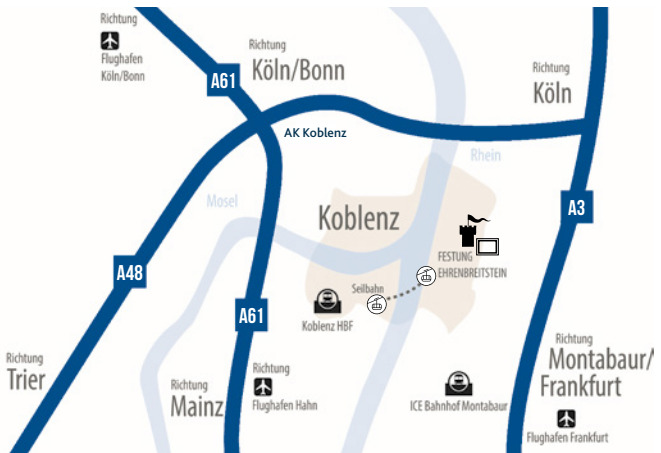 Richtung
Flughafen
Köln/Bonn
A61
Richtung
Köln/Bonn
Richtung
Köln
AK Koblenz
Rhein
Mosel
Koblenz
A3
FESTUNG
EHRENBREITSTEIN
A48
Seilbahn
A61
Koblenz HBF
Richtung
Trier
Richtung
Mainz
Richtung
Flughafen Hahn
ICE Bahnhof Montabaur
Richtung
Montabaur/
Frankfurt
Flughafen Frankfurt